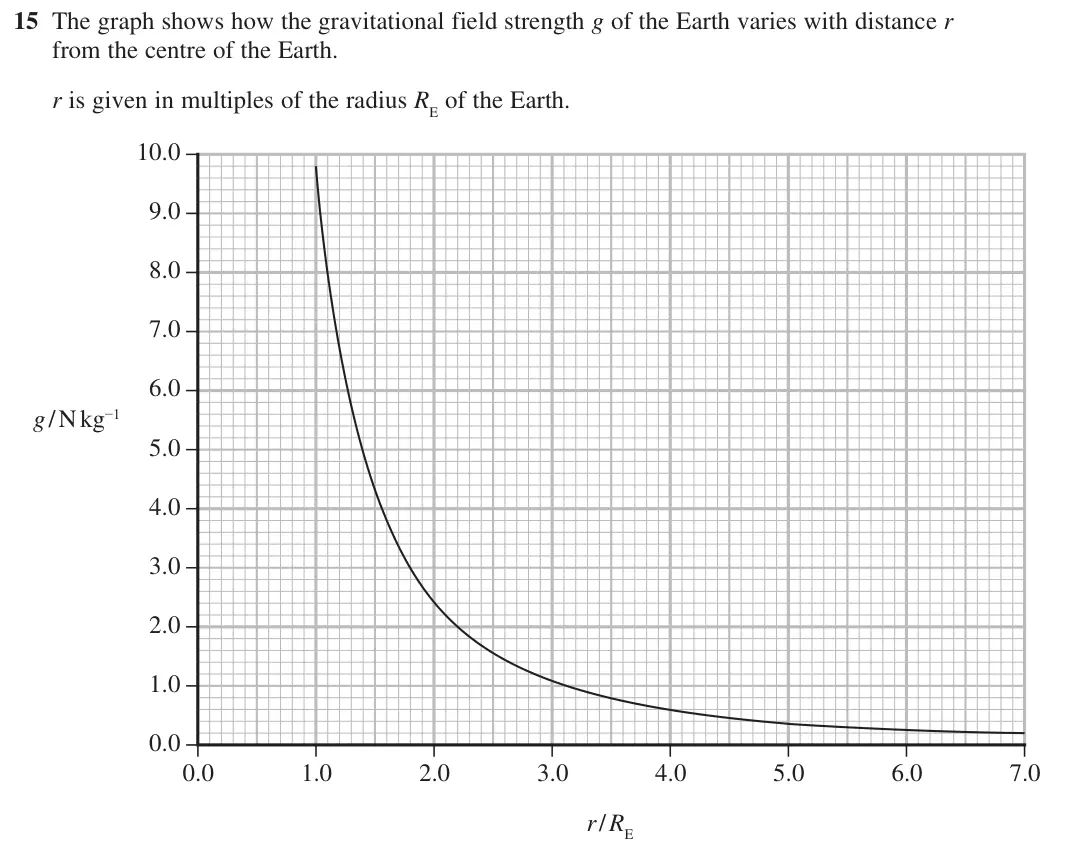 15 The graph shows how the gravitational field strength g of the Earth varies with distance r
from the centre of the Earth.
r is given in multiples of the radius R_E of the Earth.
10.0
9.0
8.0
7.0
6.0
g/N kg⁻¹
5.0
4.0
3.0
2.0
1.0
0.0
0.0 1.0 2.0 3.0 4.0 5.0 6.0 7.0
r/R_E